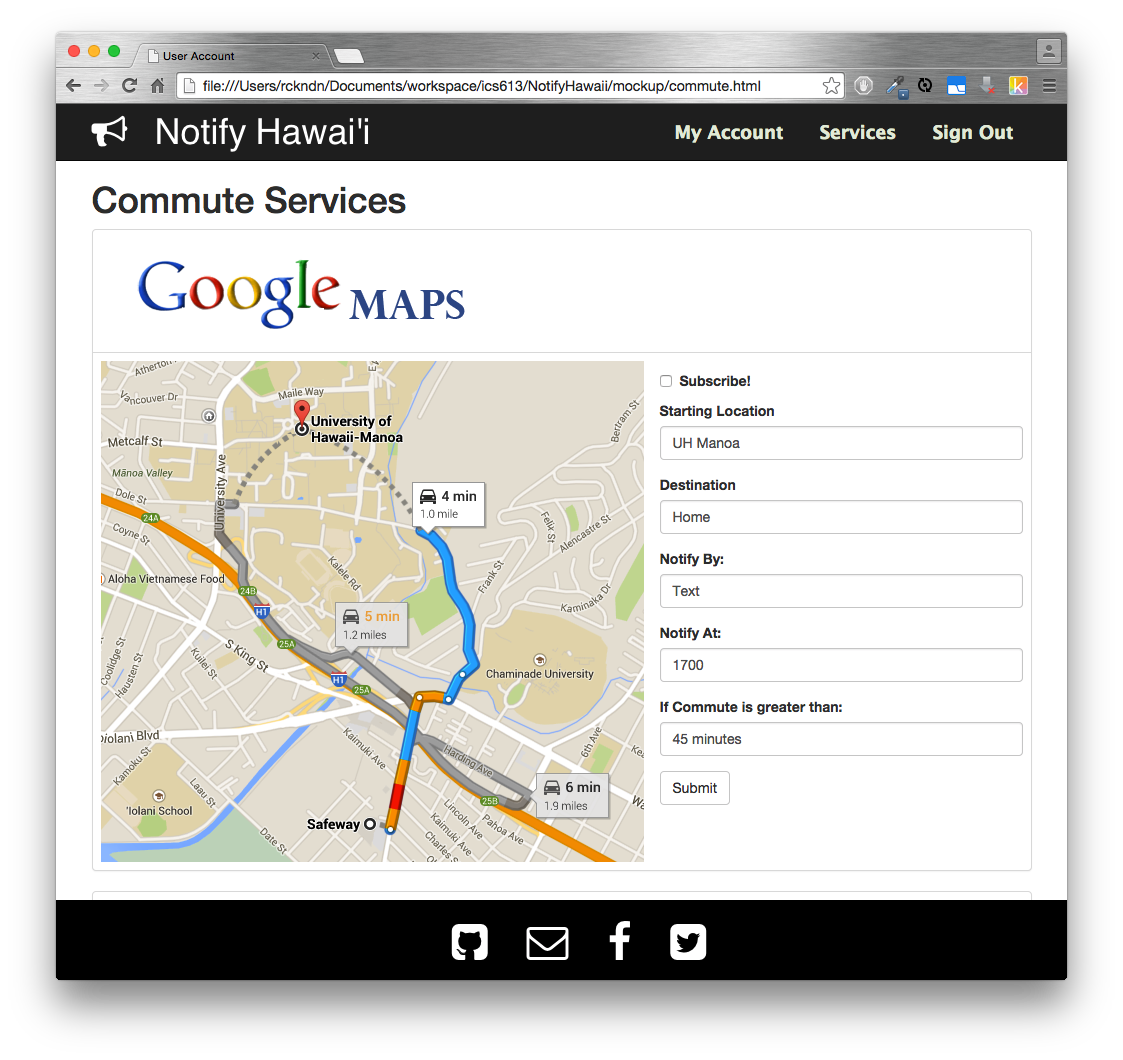 User Account
file:///Users/rckndn/Documents/workspace/ics613/NotifyHawaii/mockup/commute.html
Notify Hawai'i
My Account
Services
Sign Out
Commute Services
Google MAPS
Atherton
Vancouver Dr
Maile Way
University of
Hawaii-Manoa
Metcalf St
Mānoa Valley
University Ave
Bertram St
Dole St
24A
4 min
1.0 mile
Coyne St
Felix St
Alencastre St
Frank St
Kalele Rd
Aloha Vietnamese Food
24B
H1
Kaminaka Dr
5 min
1.2 miles
25A
S King St
Kuilei St
Coolidge St
Hausten St
H1
25A
Chaminade University
Kaimuki Ave
Harding Ave
6th Ave
Kamoku St
Laau St
6 min
1.9 miles
25B
'Iolani School
Safeway
Lincoln Ave
Pahoa Ave
Kaimuki Ave
Charles St
Date St
Subscribe!
Starting Location
UH Manoa
Destination
Home
Notify By:
Text
Notify At:
1700
If Commute is greater than:
45 minutes
Submit